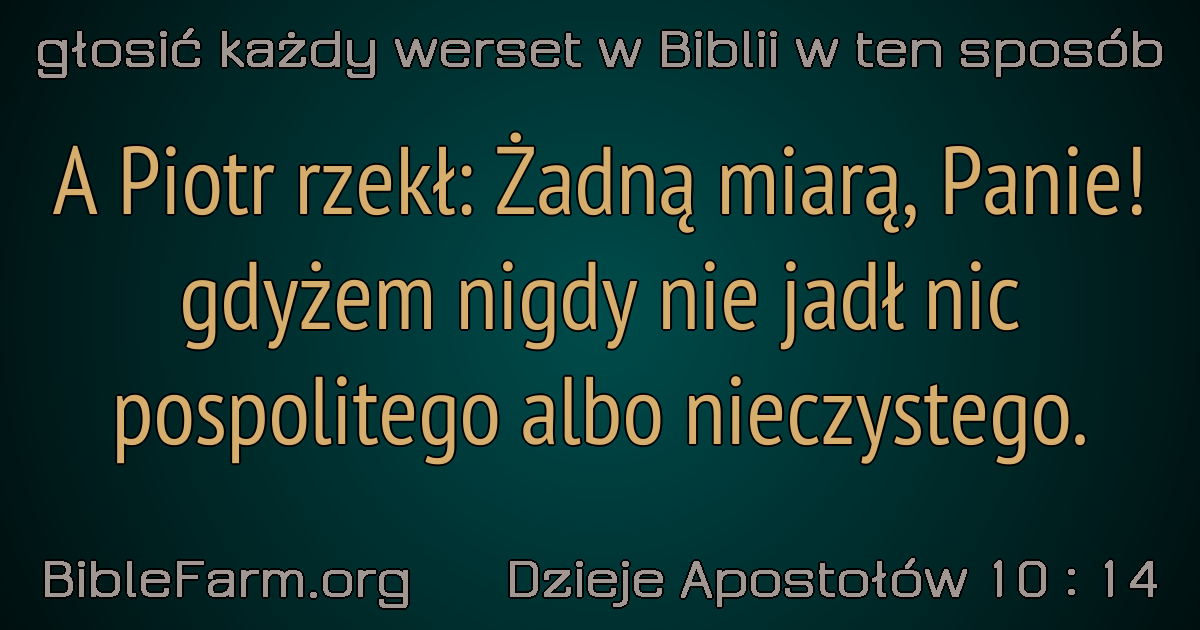 głosić każdy werset w Biblii w ten sposób
A Piotr rzekł: Żadną miarą, Panie!
gdyżem nigdy nie jadł nic
pospolitego albo nieczystego.
BibleFarm.org
Dzieje Apostołów 10 : 14